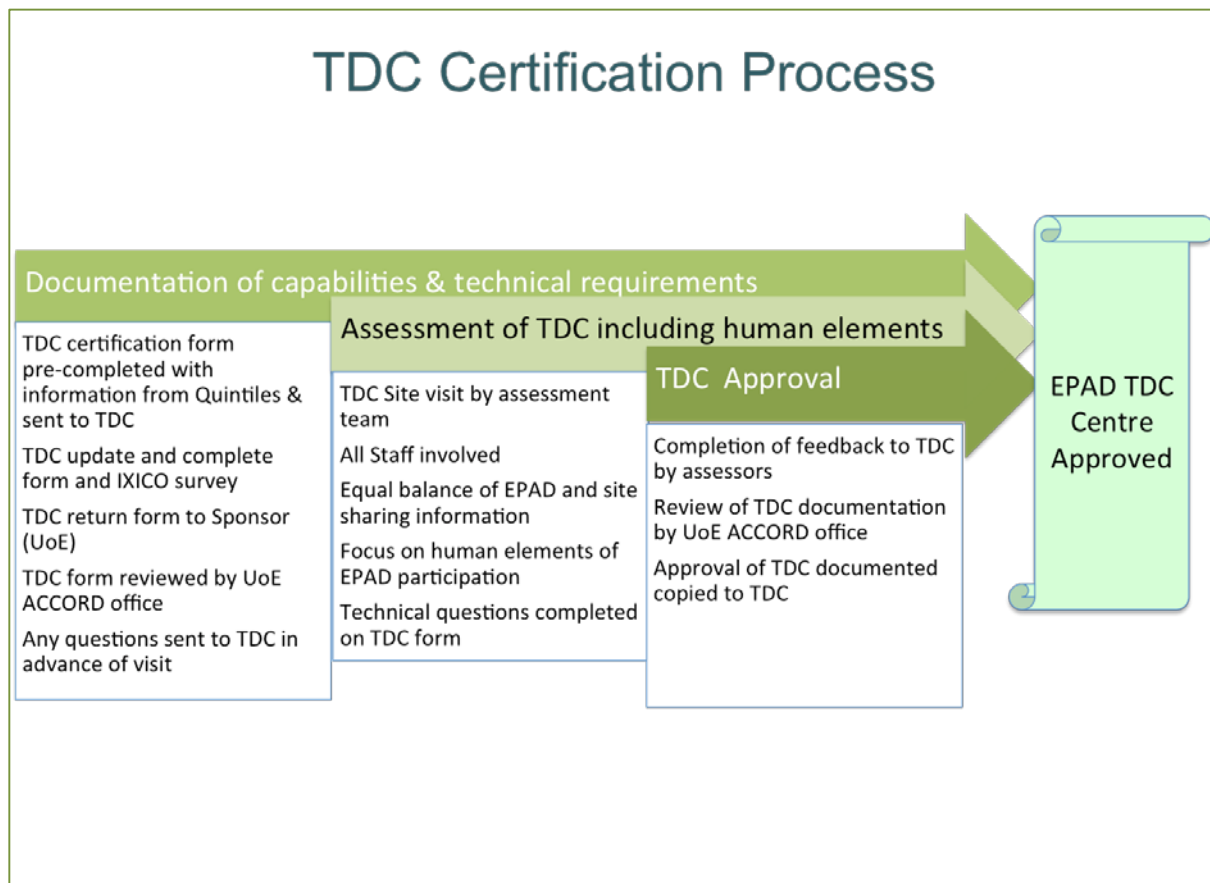 TDC Certification Process
Documentation of capabilities & technical requirements
TDC certification form
pre-completed with
information from Quintiles &
sent to TDC
TDC update and complete
form and IXICO survey
TDC return form to Sponsor
(UoE)
TDC form reviewed by UoE
ACCORD office
Any questions sent to TDC in
advance of visit
Assessment of TDC including human elements
TDC Site visit by assessment
team
All Staff involved
Equal balance of EPAD and site
sharing information
Focus on human elements of
EPAD participation
Technical questions completed
on TDC form
TDC Approval
Completion of feedback to TDC
by assessors
Review of TDC documentation
by UoE ACCORD office
Approval of TDC documented
copied to TDC
EPAD TDC
Centre
Approved